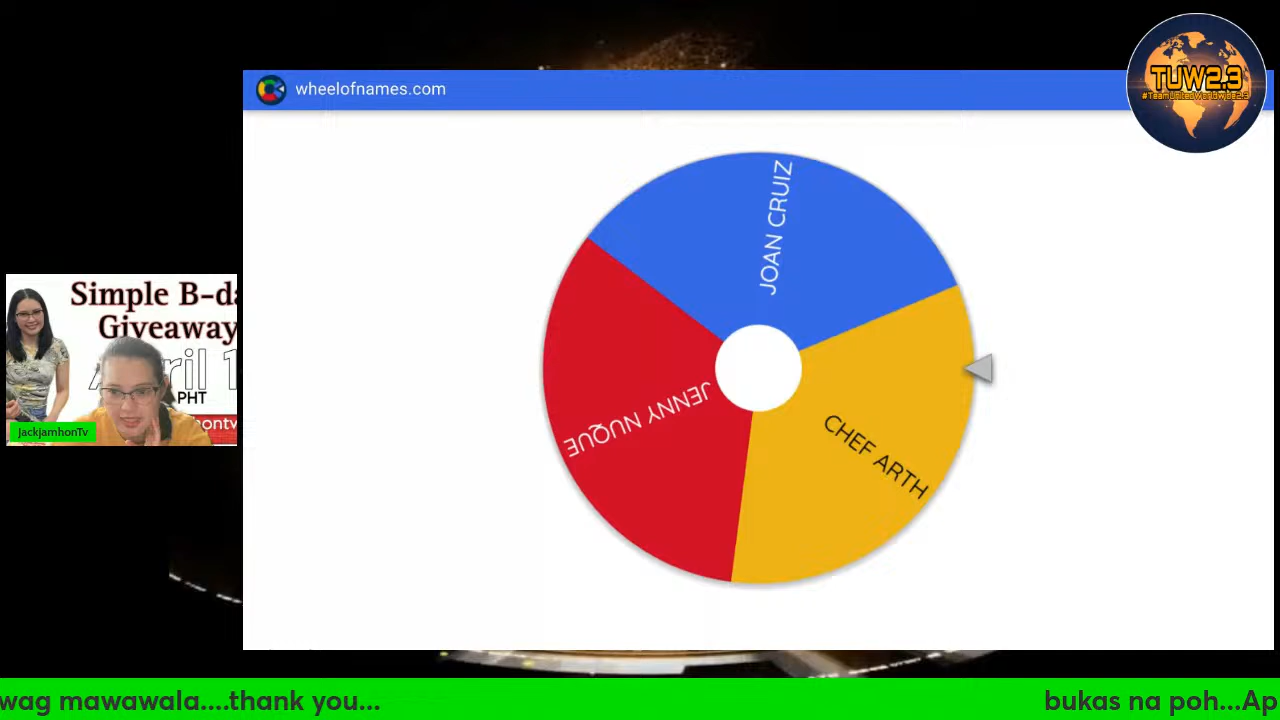 wheelofnames.com
TUW2.3
JOAN CRUIZ
JENNY NUQUE
CHEF ARTH
Simple B-da
Giveaway
PHT
JackjamhonTv
wag mawawala....thank you...
bukas na poh...Ap